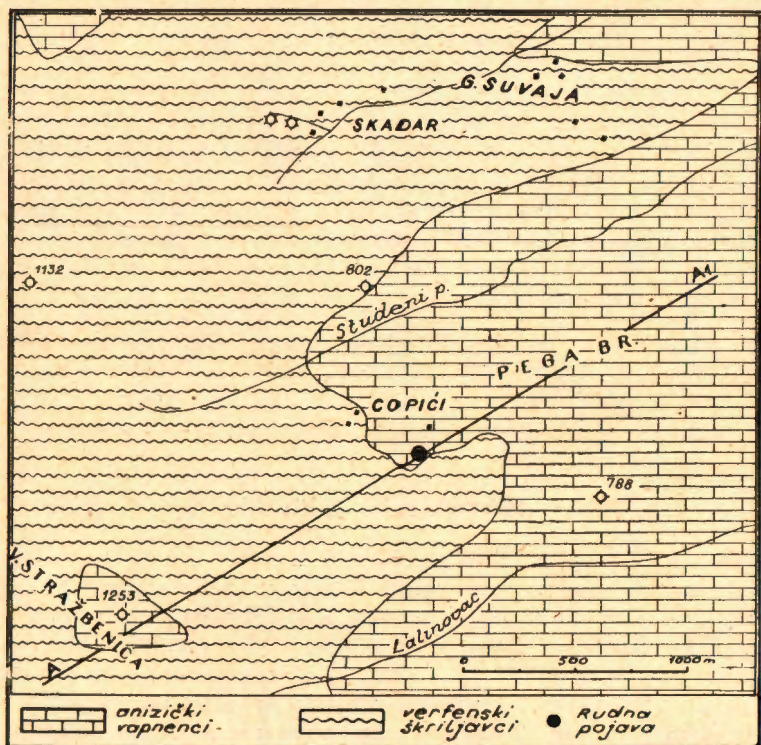 G. SUVAJA
SKADAR
1132
802
Studeni p.
A1
PEGA BR.
COPIĆI
788
V. STRAŽBENICA
1253
A
Lalinovac
0 500 1000 m
anizički vapnenci
verfenski škriljavci
Rudna pojava